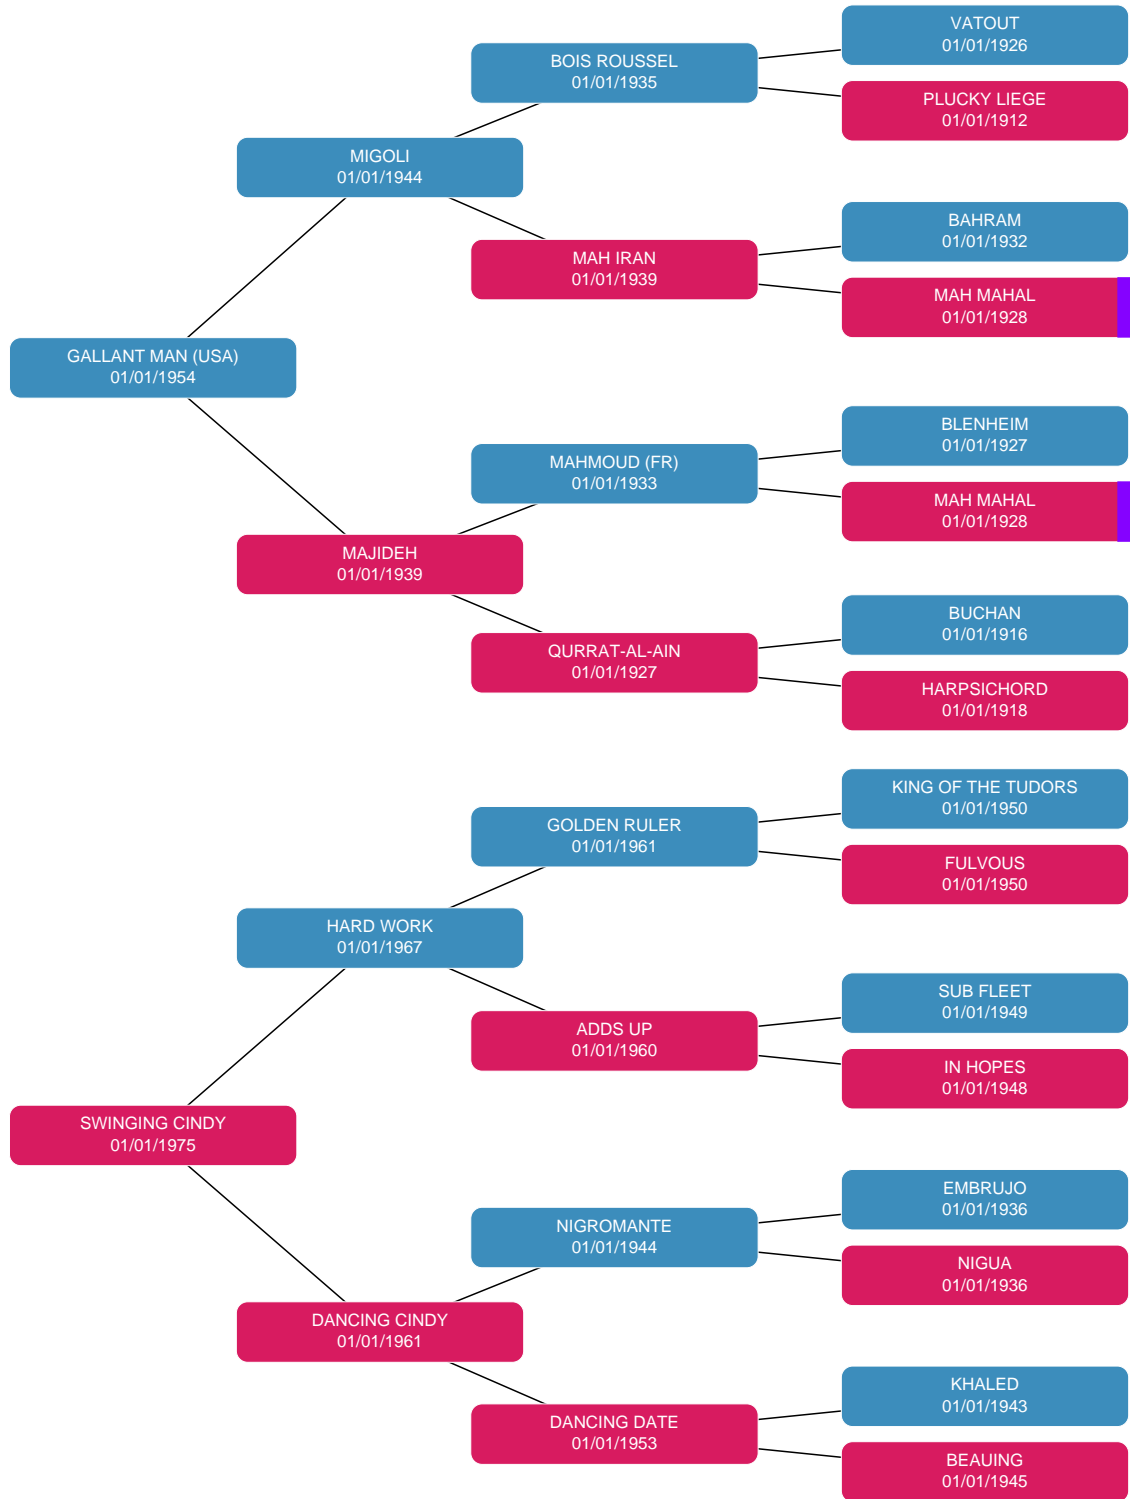 VATOUT
01/01/1926
BOIS ROUSSEL
01/01/1935
PLUCKY LIEGE
01/01/1912
MIGOLI
01/01/1944
BAHRAM
01/01/1932
MAH IRAN
01/01/1939
MAH MAHAL
01/01/1928
GALLANT MAN (USA)
01/01/1954
BLENHEIM
01/01/1927
MAHMOUD (FR)
01/01/1933
MAH MAHAL
01/01/1928
MAJIDEH
01/01/1939
BUCHAN
01/01/1916
QURRAT-AL-AIN
01/01/1927
HARPSICHORD
01/01/1918
KING OF THE TUDORS
01/01/1950
GOLDEN RULER
01/01/1961
FULVOUS
01/01/1950
HARD WORK
01/01/1967
SUB FLEET
01/01/1949
ADDS UP
01/01/1960
IN HOPES
01/01/1948
SWINGING CINDY
01/01/1975
EMBRUJO
01/01/1936
NIGROMANTE
01/01/1944
NIGUA
01/01/1936
DANCING CINDY
01/01/1961
KHALED
01/01/1943
DANCING DATE
01/01/1953
BEAUING
01/01/1945